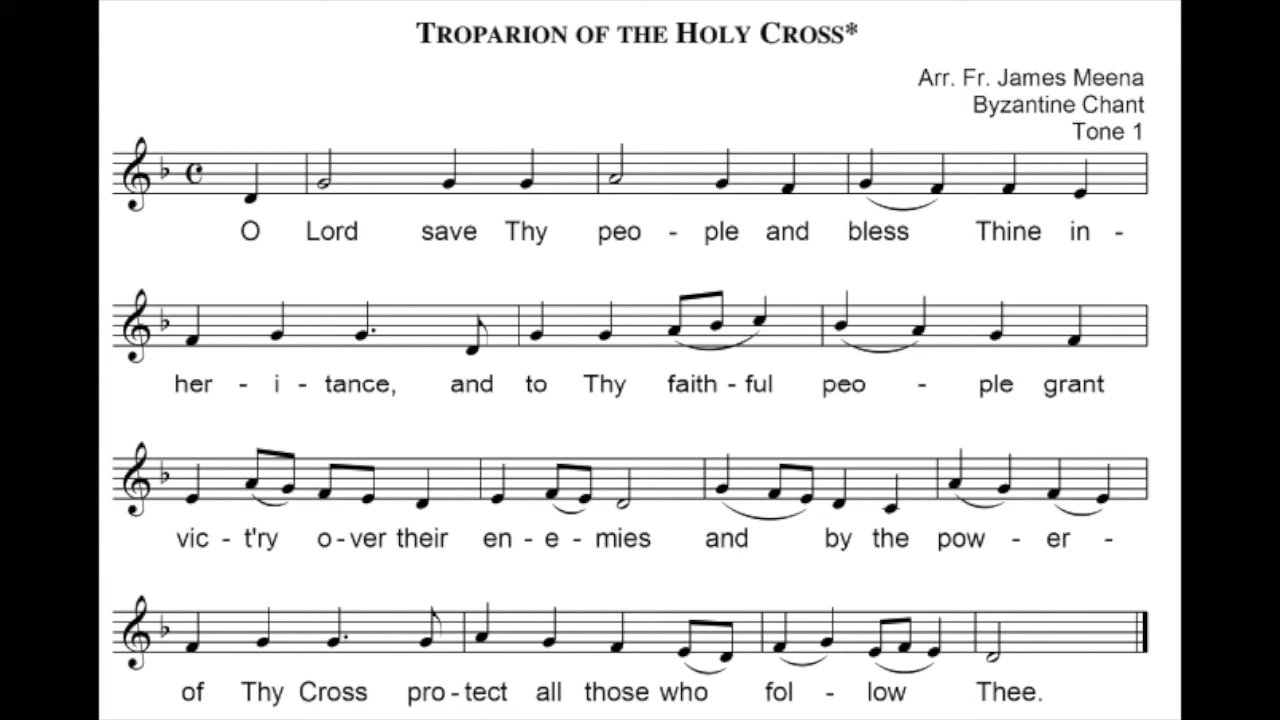 TROPARION OF THE HOLY CROSS*
Arr. Fr. James Meena
Byzantine Chant
Tone 1
O Lord save Thy peo - ple and bless Thine in -
her - i - tance, and to Thy faith - ful peo - ple grant
vic - t'ry o - ver their en - e - mies and by the pow - er -
of Thy Cross pro - tect all those who fol - low Thee.